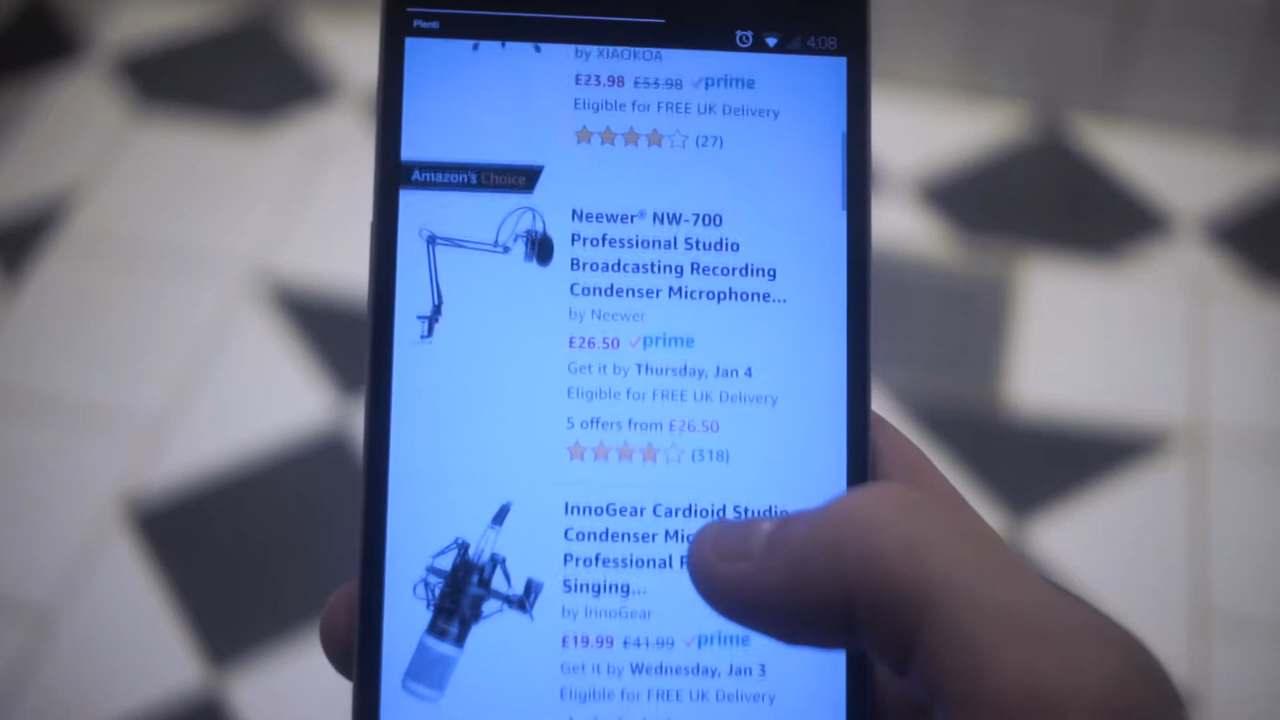 Plenti
4:08
by XIAOKOA
£23.98 £53.98 prime
Eligible for FREE UK Delivery
(27)
Amazon's Choice
Neewer® NW-700
Professional Studio
Broadcasting Recording
Condenser Microphone...
by Neewer
£26.50 prime
Get it by Thursday, Jan 4
Eligible for FREE UK Delivery
5 offers from £26.50
(318)
InnoGear Cardioid Studio
Condenser
Professional
Singing...
by InnoGear
£19.99 £41.99 prime
Get it by Wednesday, Jan 3
Eligible for FREE UK Delivery